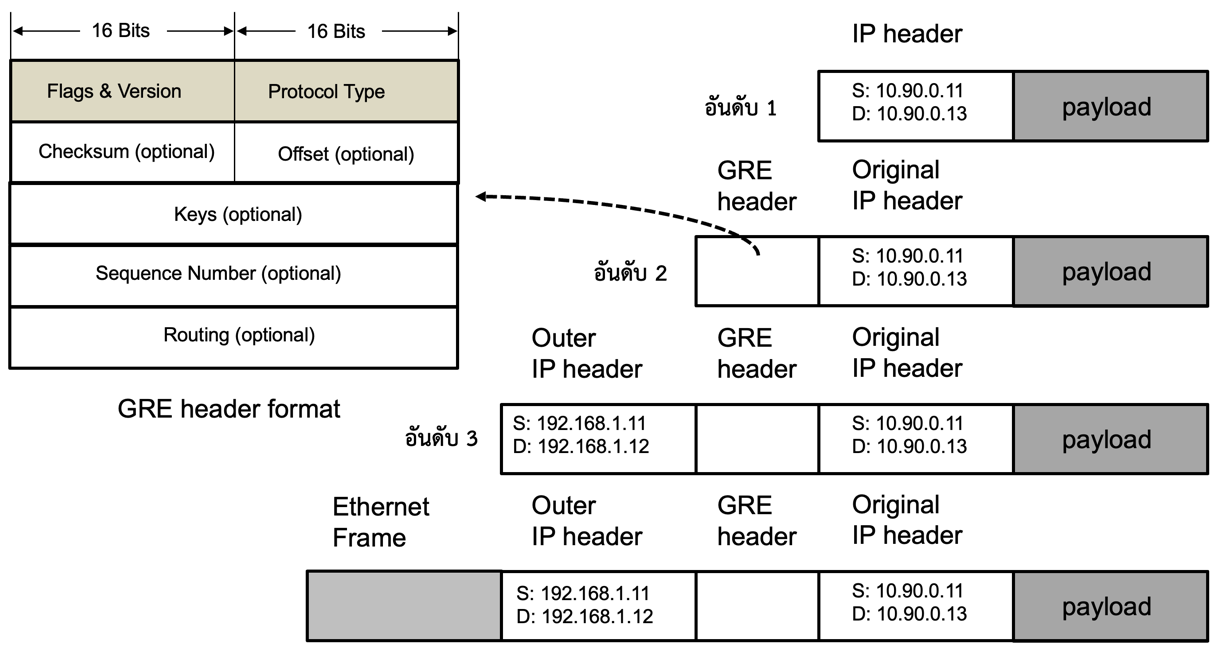 16 Bits
16 Bits
Flags & Version
Protocol Type
Checksum (optional)
Offset (optional)
Keys (optional)
Sequence Number (optional)
Routing (optional)
GRE header format
IP header
อันดับ 1
S: 10.90.0.11
D: 10.90.0.13
payload
GRE
header
Original
IP header
อันดับ 2
S: 10.90.0.11
D: 10.90.0.13
payload
Outer
IP header
GRE
header
Original
IP header
อันดับ 3
S: 192.168.1.11
D: 192.168.1.12
S: 10.90.0.11
D: 10.90.0.13
payload
Ethernet
Frame
Outer
IP header
GRE
header
Original
IP header
S: 192.168.1.11
D: 192.168.1.12
S: 10.90.0.11
D: 10.90.0.13
payload